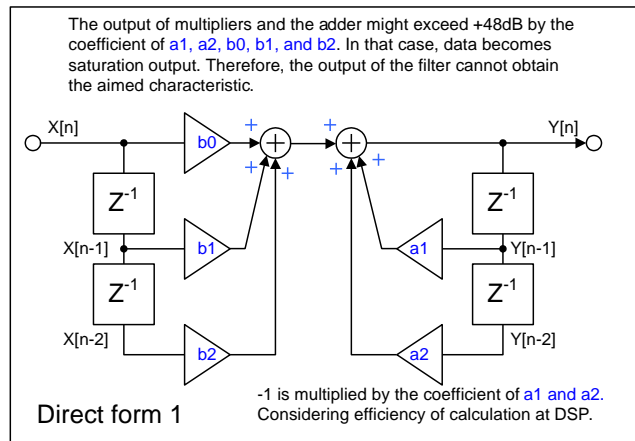 The output of multipliers and the adder might exceed +48dB by the
coefficient of a1, a2, b0, b1, and b2. In that case, data becomes
saturation output. Therefore, the output of the filter cannot obtain
the aimed characteristic.
X[n]
b0
+ + + +
Y[n]
+ + + +
Z-1
Z-1
X[n-1]
b1
a1
Y[n-1]
Z-1
Z-1
X[n-2]
b2
a2
Y[n-2]
-1 is multiplied by the coefficient of a1 and a2.
Considering efficiency of calculation at DSP.
Direct form 1